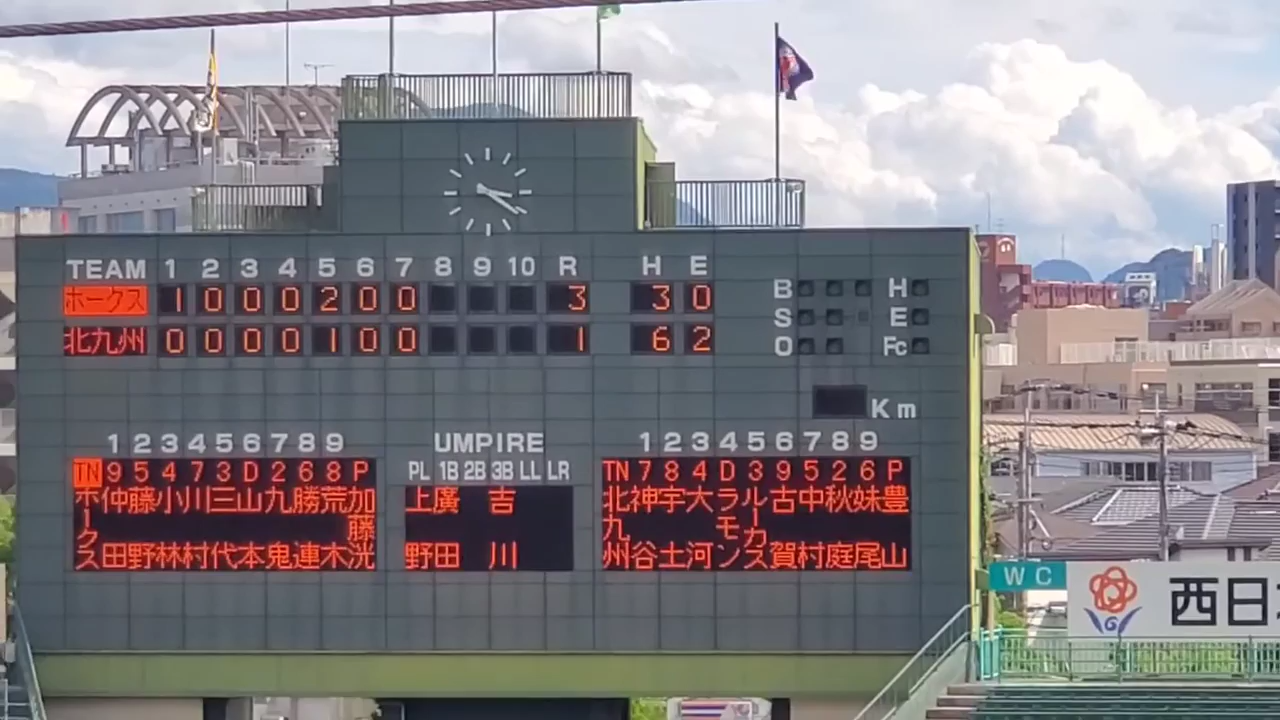 TEAM 1 2 3 4 5 6 7 8 9 10 R H E
ホークス 1 0 0 0 2 0 0 3 3 0
北九州 0 0 0 0 1 0 0 1 6 2
B H
S E
O Fc
Km
1 2 3 4 5 6 7 8 9
TN 9 5 4 7 3 D 2 6 8 P
ホークス 仲田 藤野 小林 川村 三代 山本 九鬼 勝連 荒木 加藤洸
UMPIRE
PL 1B 2B 3B LL LR
上野 廣田 吉川
1 2 3 4 5 6 7 8 9
TN 7 8 4 D 3 9 5 2 6 P
北九州 神谷 宇土 大河 ラモン ルーカス 古賀 中村 秋庭 妹尾 豊山
WC
西日